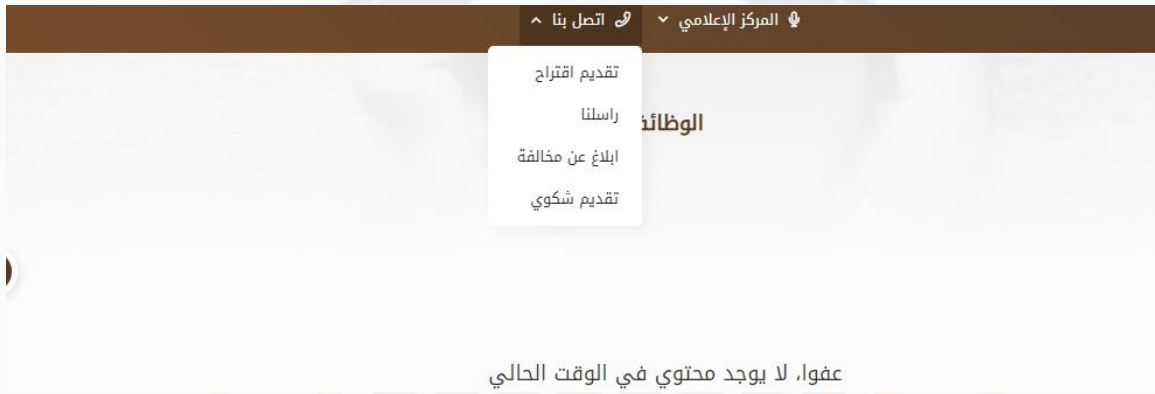 المركز الإعلامي
اتصل بنا
تقديم اقتراح
راسلنا
ابلاغ عن مخالفة
تقديم شكوي
عفوا، لا يوجد محتوي في الوقت الحالي